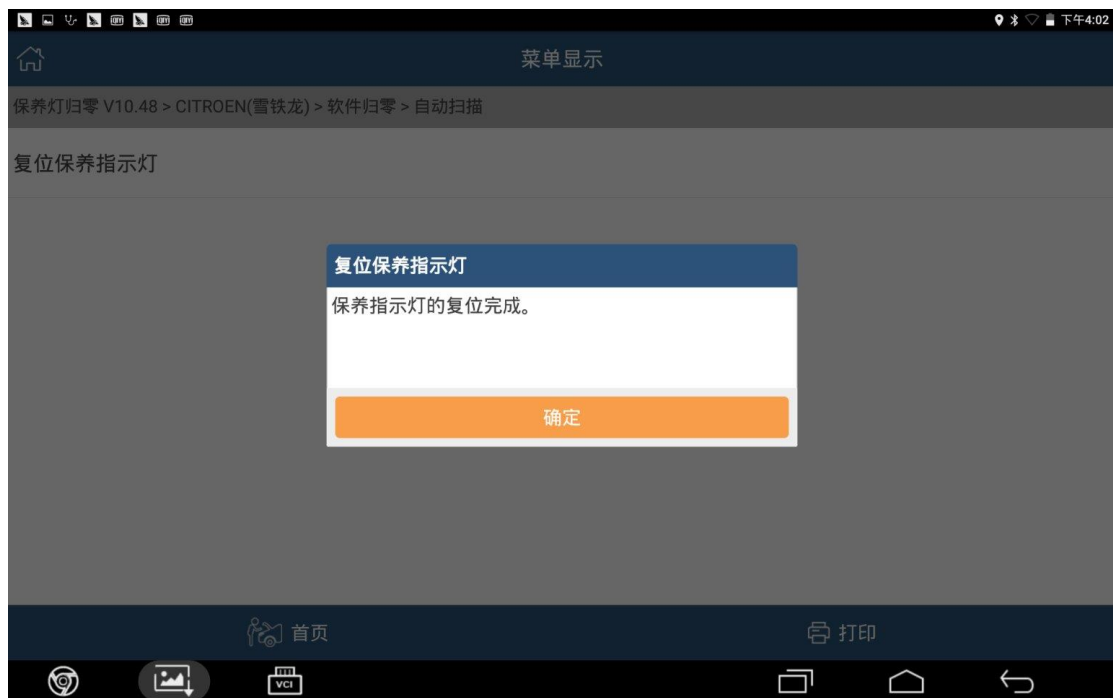 下午4:02
菜单显示
保养灯归零 V10.48 > CITROEN(雪铁龙) > 软件归零 > 自动扫描
复位保养指示灯
复位保养指示灯
保养指示灯的复位完成。
确定
首页
打印
VCI